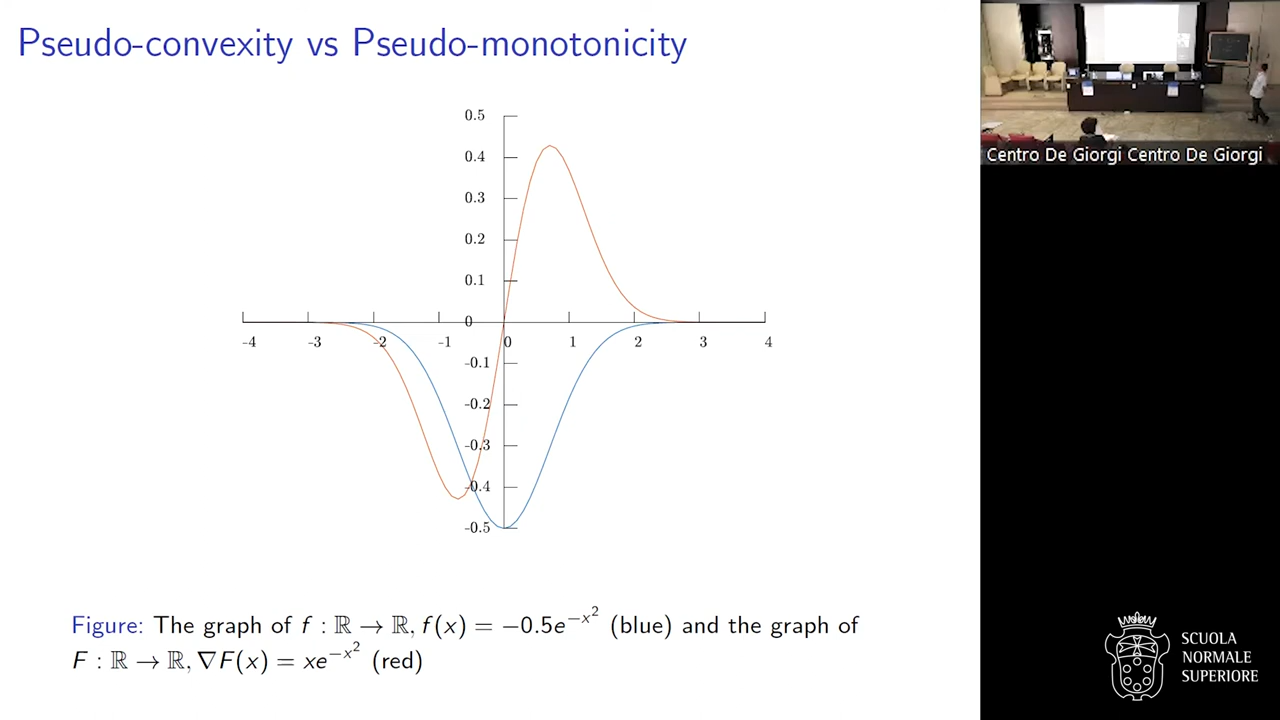 Pseudo-convexity vs Pseudo-monotonicity
0.5
0.4
0.3
0.2
0.1
0
-4 -3 -2 -1 0 1 2 3 4
-0.1
-0.2
-0.3
-0.4
-0.5
Figure: The graph of f : ℝ → ℝ, f(x) = −0.5e^{−x²} (blue) and the graph of
F : ℝ → ℝ, ∇F(x) = xe^{−x²} (red)
Centro De Giorgi Centro De Giorgi
SCUOLA
NORMALE
SUPERIORE